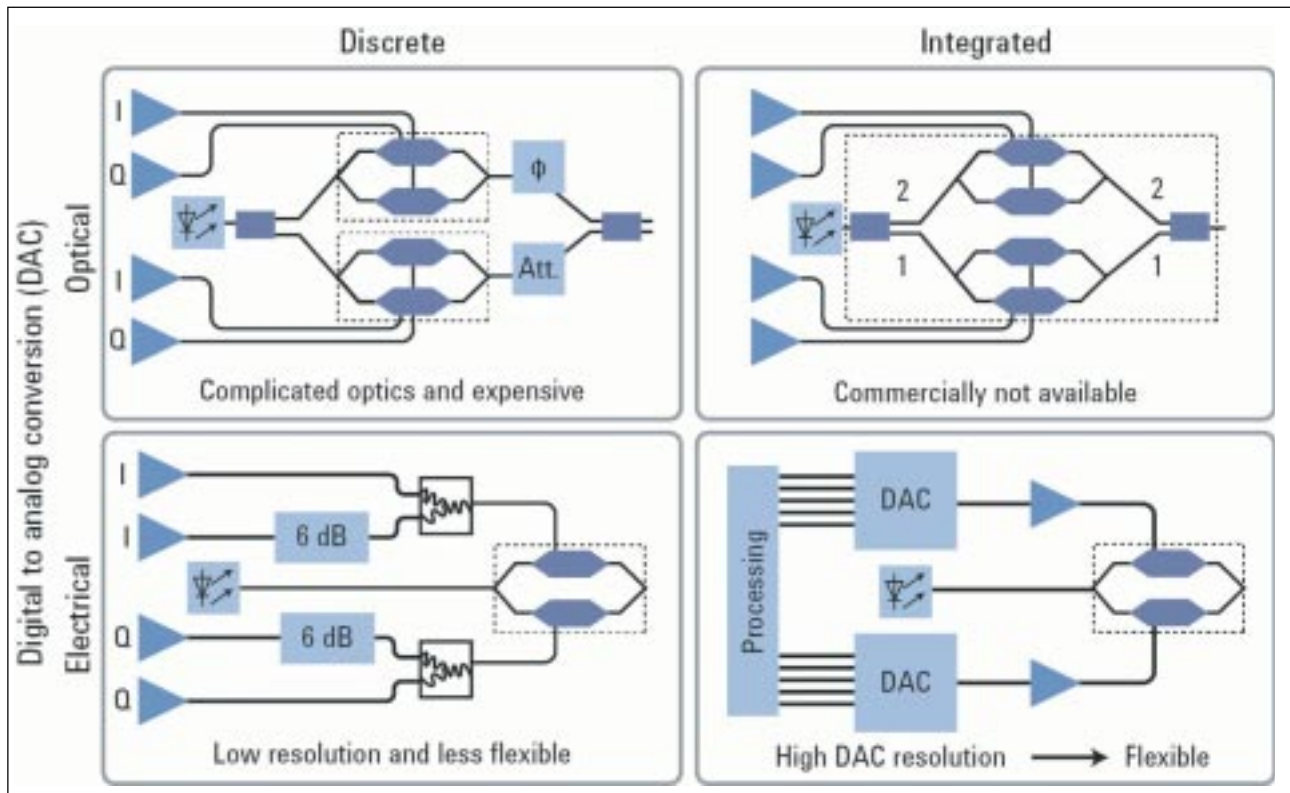 Discrete
Integrated
Digital to analog conversion (DAC)
Optical
Electrical
I
Q
I
Q
ϕ
Att.
Complicated optics and expensive
2
2
1
1
Commercially not available
I
I
6 dB
Q
6 dB
Q
Low resolution and less flexible
Processing
DAC
DAC
High DAC resolution → Flexible